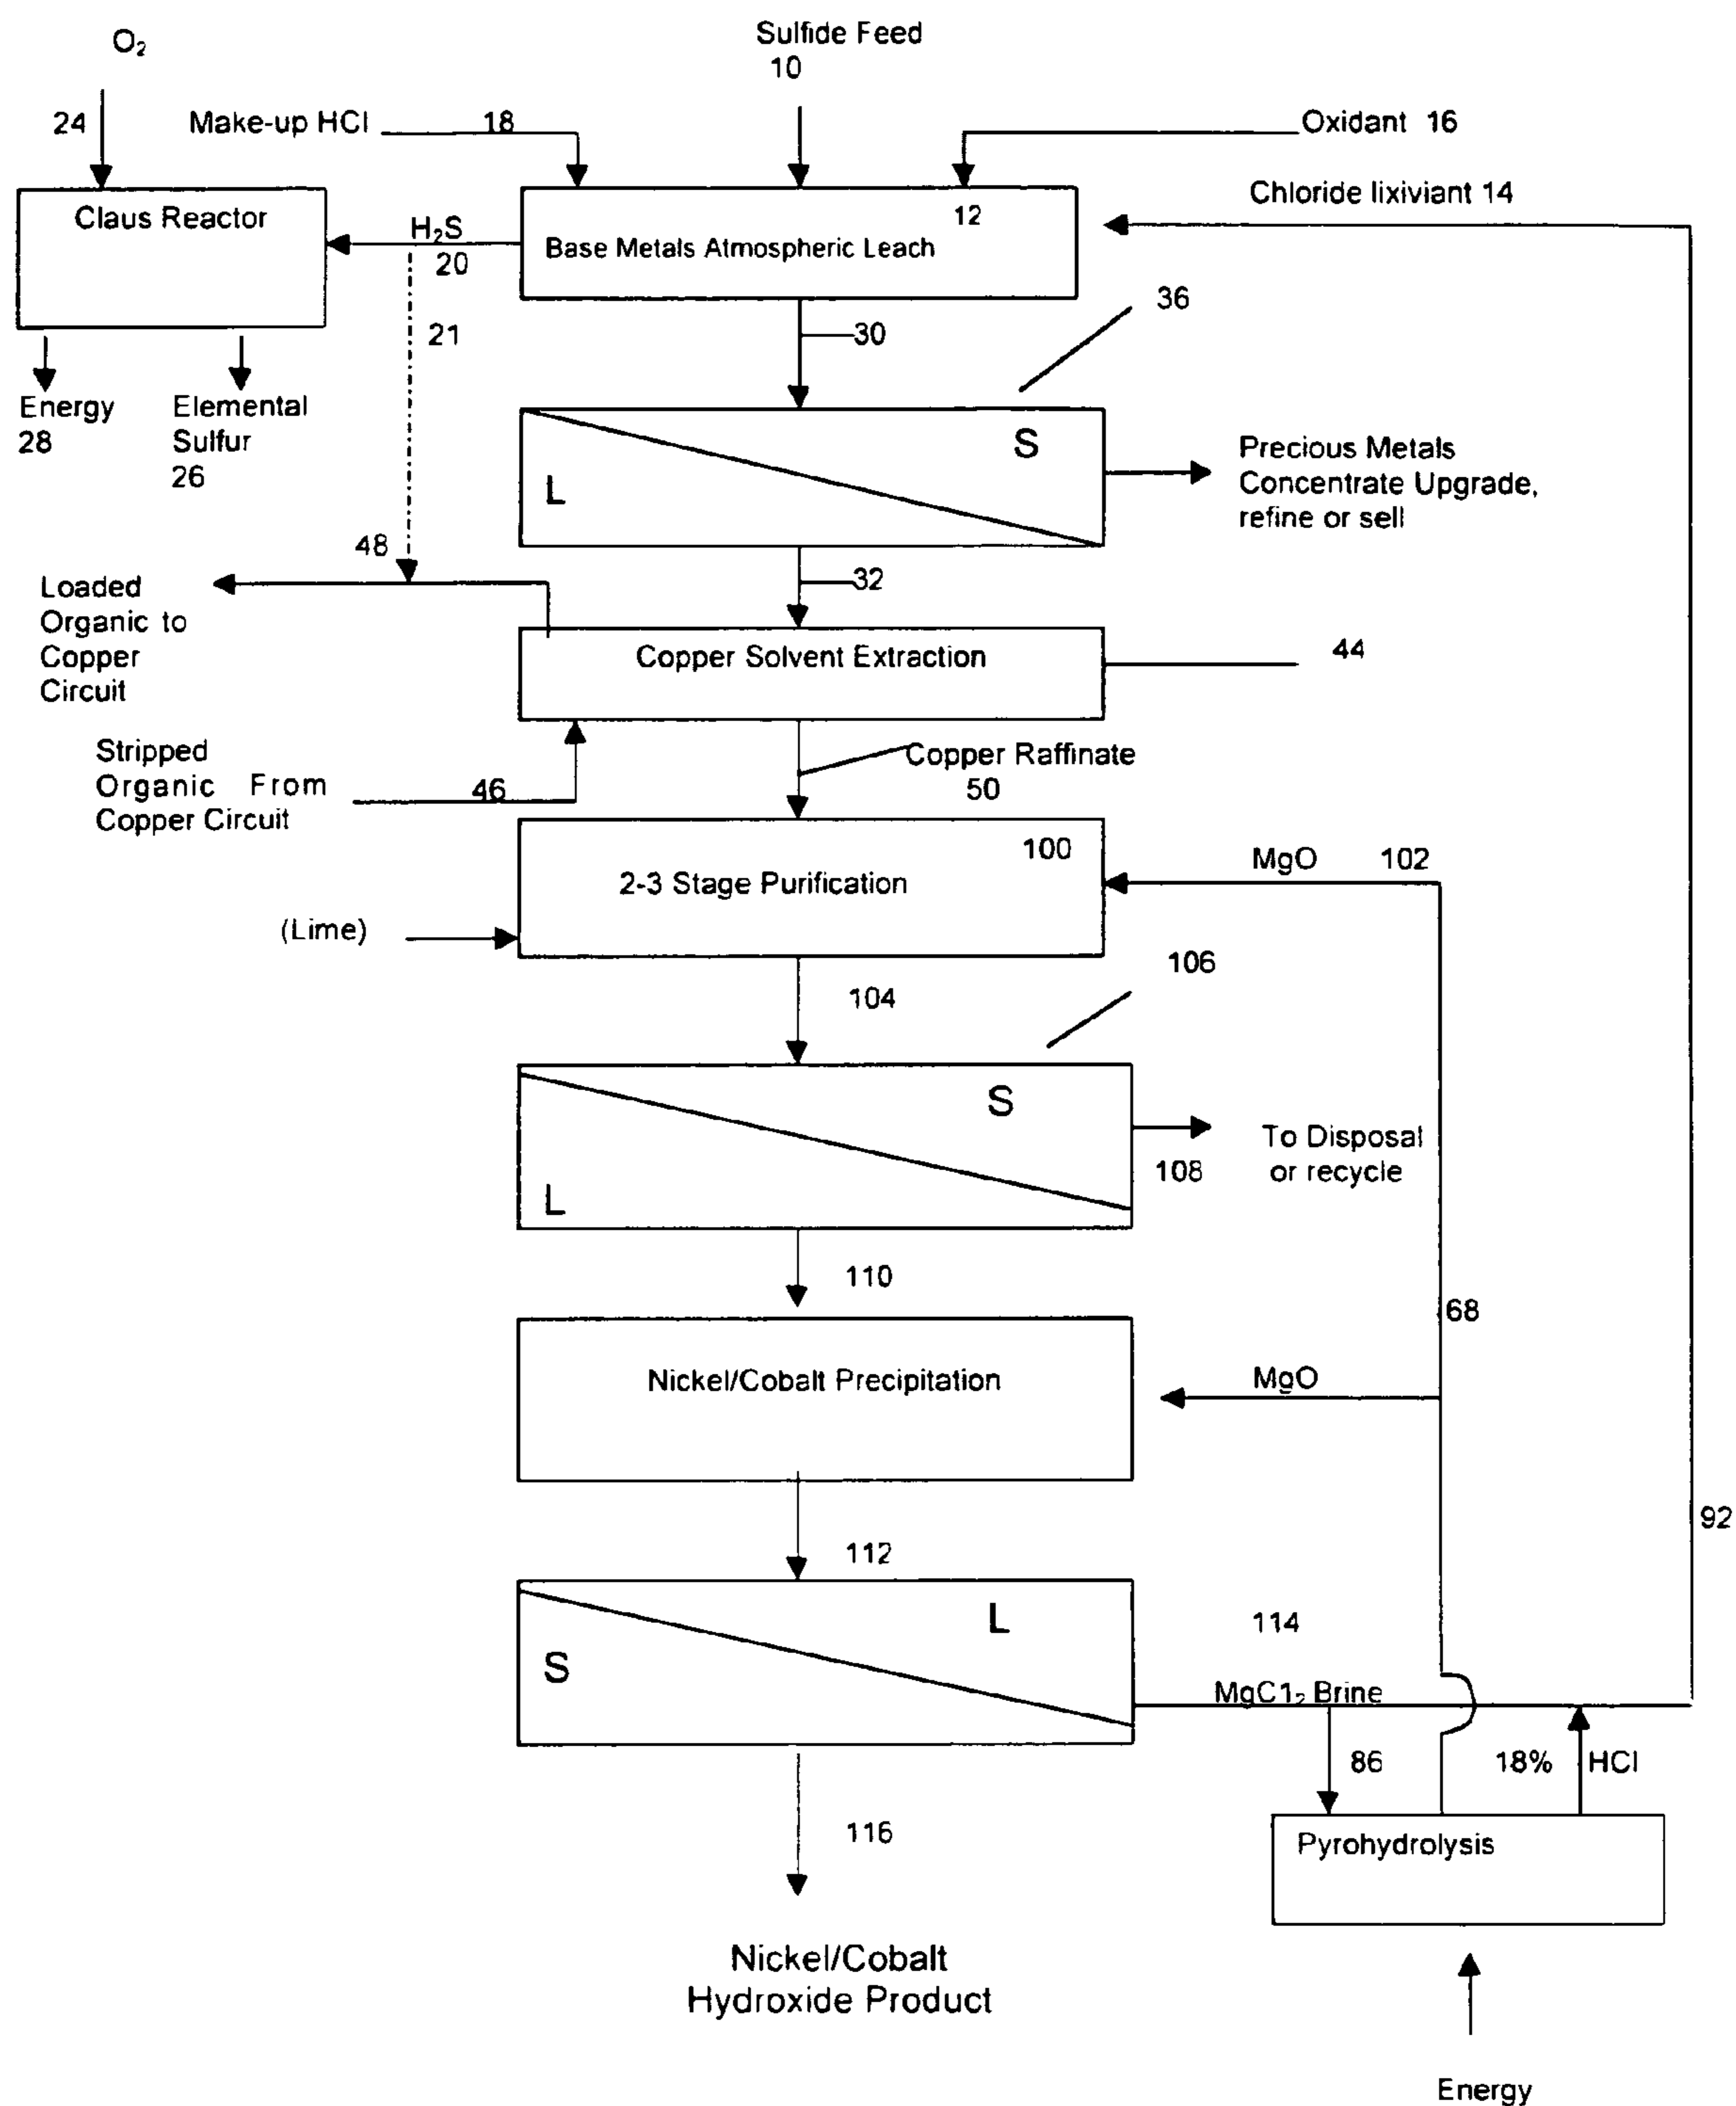 O₂
Sulfide Feed
10
24
Make-up HCl
18
Oxidant 16
Claus Reactor
H₂S
20
12
Base Metals Atmospheric Leach
Chloride lixiviant 14
21
30
36
Energy
28
Elemental
Sulfur
26
S
L
Precious Metals
Concentrate Upgrade,
refine or sell
48
32
Loaded
Organic to
Copper
Circuit
Copper Solvent Extraction
44
Stripped
Organic From
Copper Circuit
46
Copper Raffinate
50
100
2-3 Stage Purification
MgO 102
(Lime)
104
106
S
L
108
To Disposal
or recycle
110
68
Nickel/Cobalt Precipitation
MgO
92
112
L
S
114
MgC1₂ Brine
86
18% HCl
116
Pyrohydrolysis
Nickel/Cobalt
Hydroxide Product
Energy